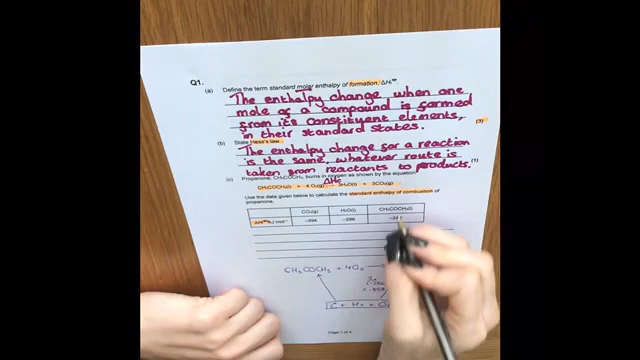 Q1.
(a) Define the term standard molar enthalpy of formation, ΔHf⊖
The enthalpy change when one
mole of a compound is formed
from its constituent elements,
in their standard states.
(3)
(b) State Hess's law.
The enthalpy change for a reaction
is the same, whatever route is
taken from reactants to products.
(1)
(c) Propanone, CH3COCH3, burns in oxygen as shown by the equation
ΔHc
CH3COCH3(l) + 4 O2(g) → 3H2O(l) + 3CO2(g)
Use the data given below to calculate the standard enthalpy of combustion of
propanone.
CO2(g) H2O(l) CH3COCH3(l)
ΔHf⊖/kJ mol−1 −394 −286
CH3COCH3 + 4O2
C + H2 + O2
Page 1 of